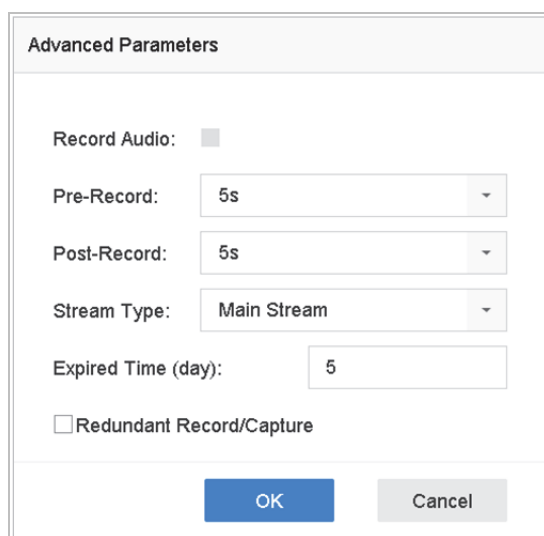 Advanced Parameters
Record Audio:
Pre-Record: 5s
Post-Record: 5s
Stream Type: Main Stream
Expired Time (day): 5
Redundant Record/Capture
OK Cancel